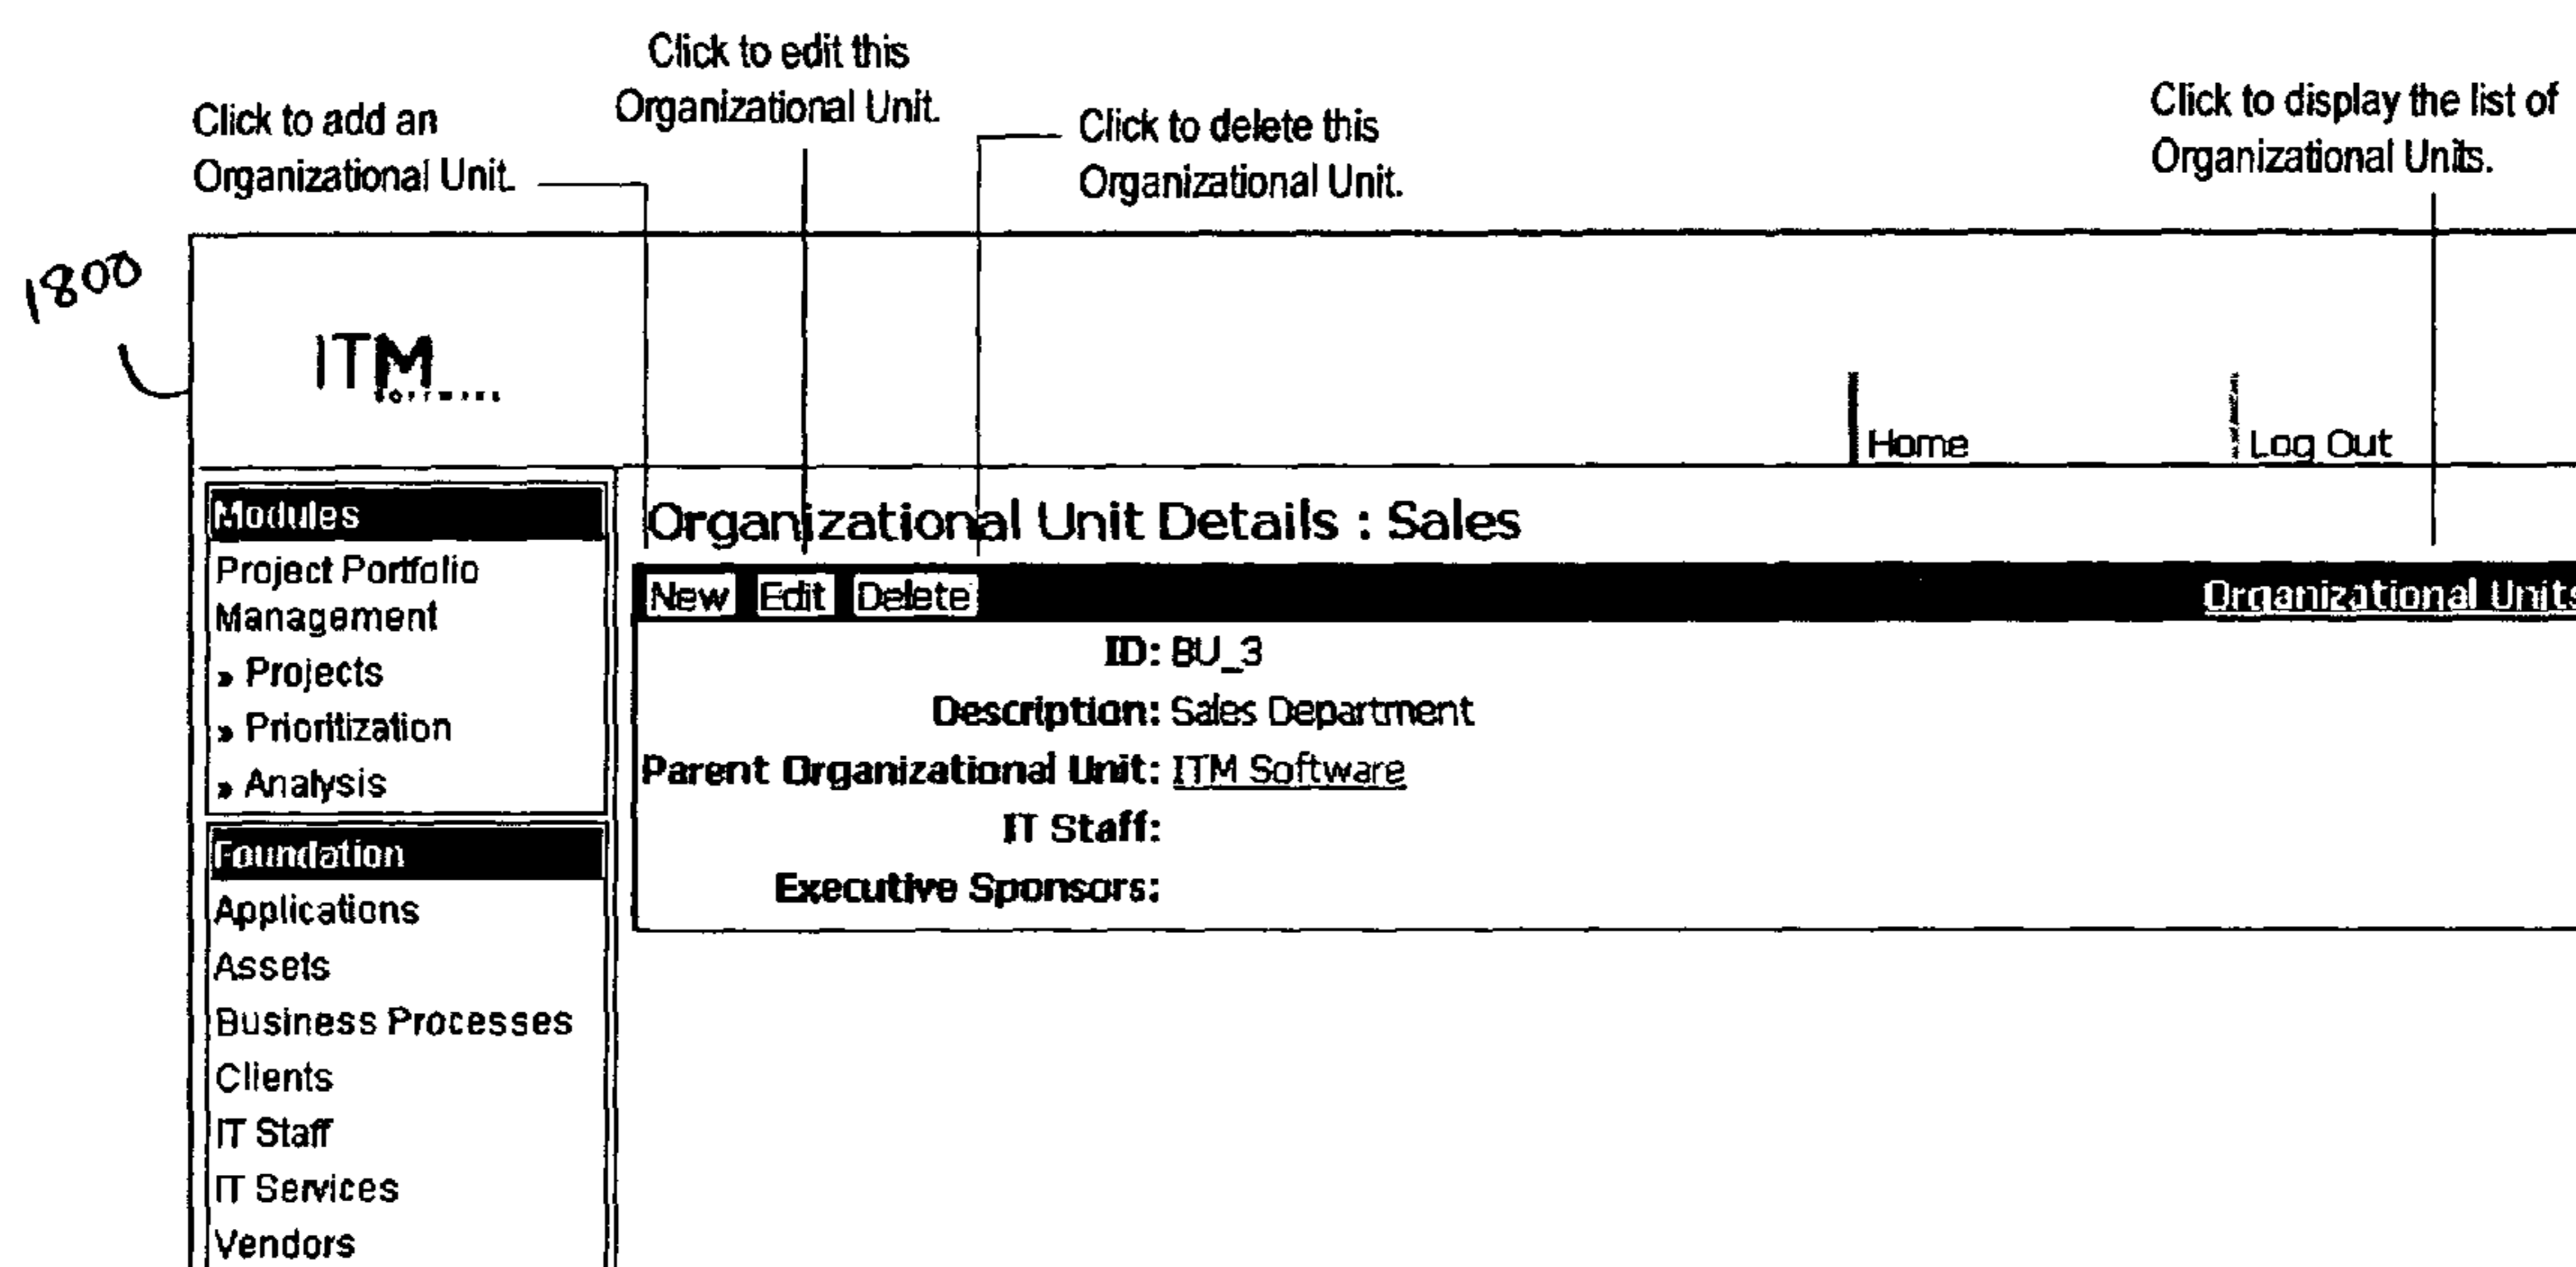 Click to edit this
Organizational Unit.
Click to add an
Organizational Unit.
Click to delete this
Organizational Unit.
Click to display the list of
Organizational Units.
1800
ITM
SOFTWARE
Home
Log Out
Modules
Project Portfolio
Management
» Projects
» Prioritization
» Analysis
Foundation
Applications
Assets
Business Processes
Clients
IT Staff
IT Services
Vendors
Organizational Unit Details : Sales
New Edit Delete
Organizational Units
ID: BU_3
Description: Sales Department
Parent Organizational Unit: ITM Software
IT Staff:
Executive Sponsors: